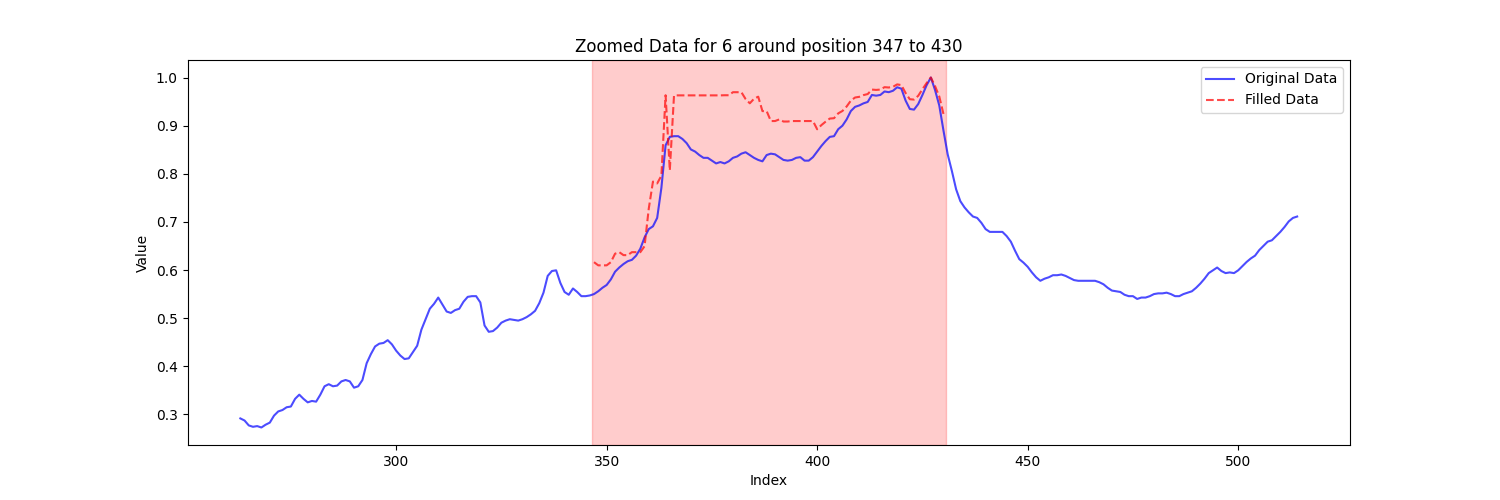 Zoomed Data for 6 around position 347 to 430
Original Data
Filled Data
Value
1.0
0.9
0.8
0.7
0.6
0.5
0.4
0.3
300 350 400 450 500
Index